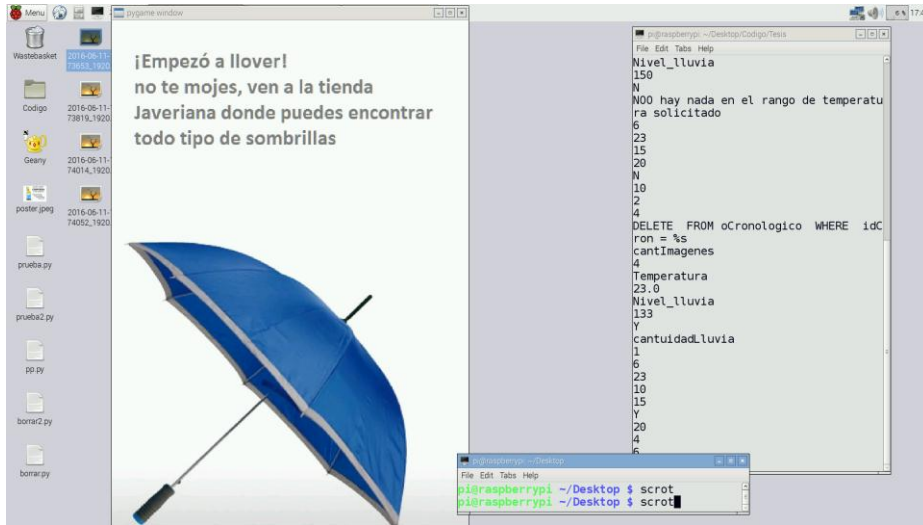 Menu
pygame window
17:4
Wastebasket
2016-06-11-
73653_1920
Codigo
2016-06-11-
73819_1920
Geany
2016-06-11-
74014_1920
poster.jpeg
2016-06-11-
74052_1920
prueba.py
prueba2.py
pp.py
borrar2.py
borrar.py
¡Empezó a llover!
no te mojes, ven a la tienda
Javeriana donde puedes encontrar
todo tipo de sombrillas
pi@raspberrypi: ~/Desktop/Codigo/Tesis
File Edit Tabs Help
Nivel_lluvia
150
N
NOO hay nada en el rango de temperatu
ra solicitado
6
23
15
20
N
10
2
4
DELETE FROM oCronologico WHERE idC
ron = %s
cantImagenes
4
Temperatura
23.0
Nivel_lluvia
133
Y
cantuidadLluvia
1
6
23
10
15
Y
20
4
6
pi@raspberrypi: ~/Desktop
File Edit Tabs Help
pi@raspberrypi ~/Desktop $ scrot
pi@raspberrypi ~/Desktop $ scrot